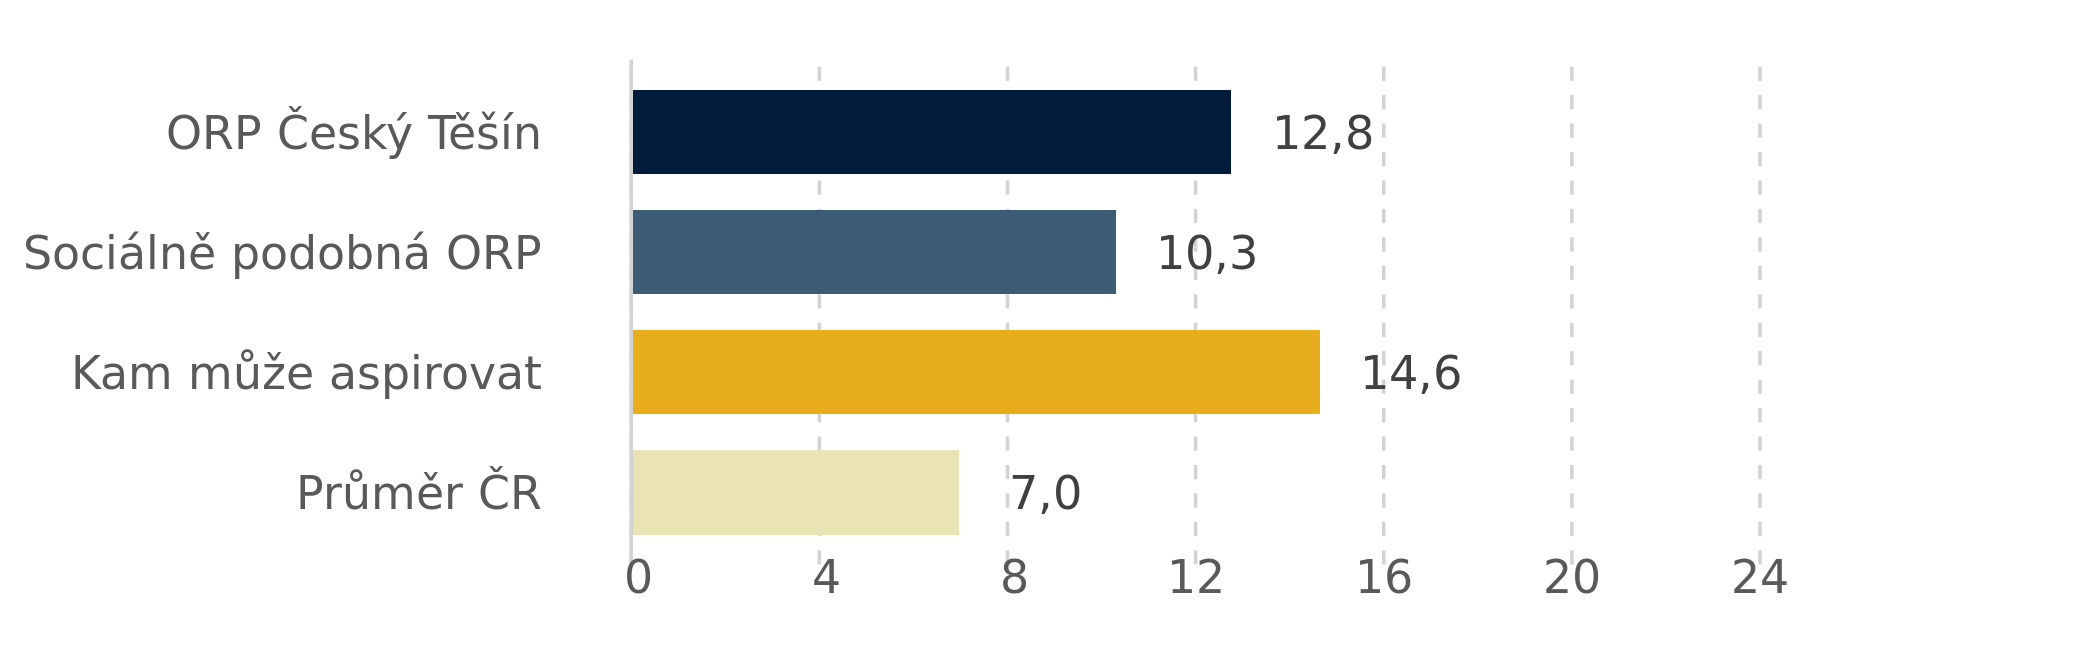 ORP Český Těšín 12,8
Sociálně podobná ORP 10,3
Kam může aspirovat 14,6
Průměr ČR 7,0
0 4 8 12 16 20 24